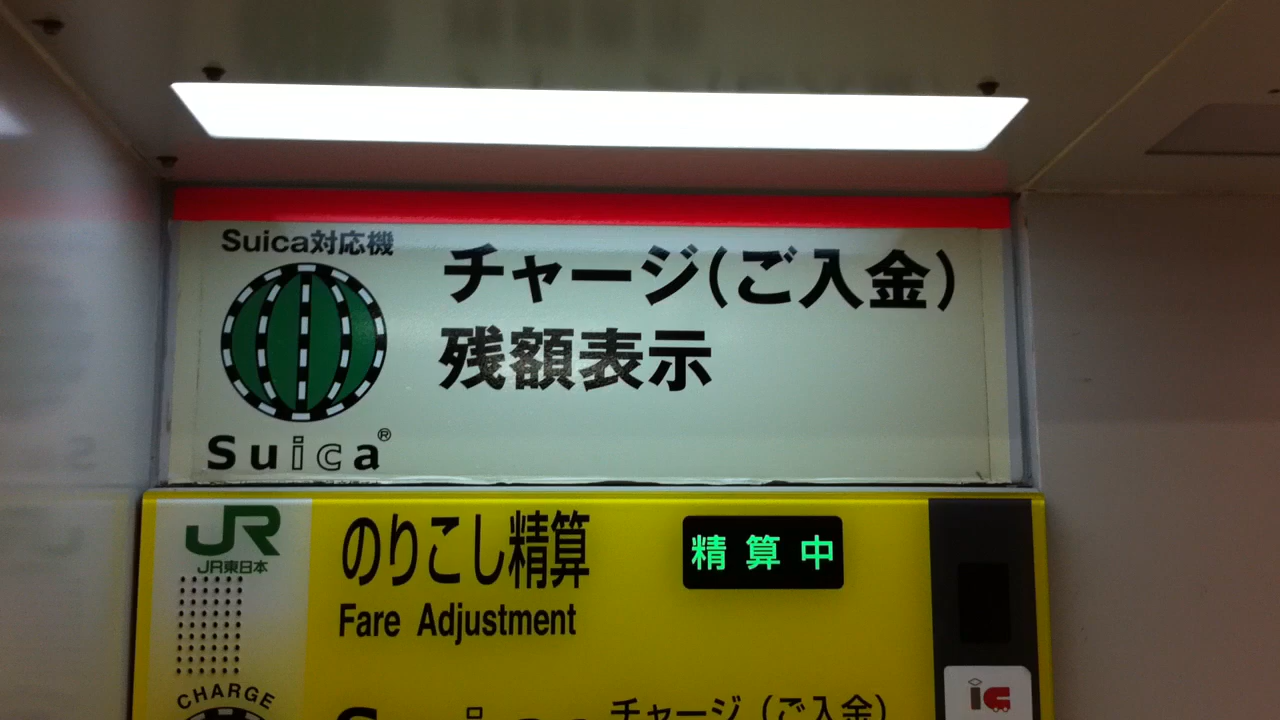 Suica対応機
チャージ(ご入金)
残額表示
Suica®
JR
JR東日本
のりこし精算
精算中
Fare Adjustment
CHARGE
チャージ(ご入金)
IC